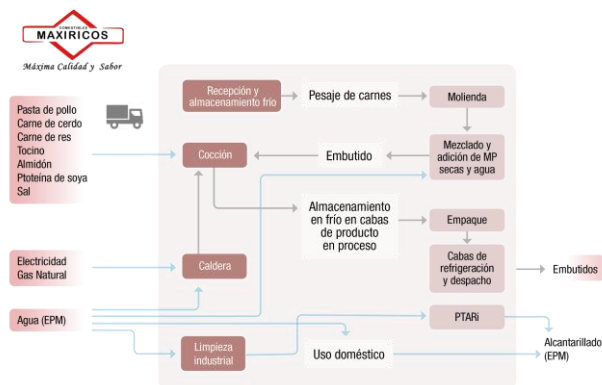 COMESTIBLES
MAXIRICOS
Máxima Calidad y Sabor
Pasta de pollo
Carne de cerdo
Carne de res
Tocino
Almidón
Ptoteína de soya
Sal
Electricidad
Gas Natural
Agua (EPM)
Recepción y
almacenamiento frío
Pesaje de carnes
Molienda
Cocción
Embutido
Mezclado y
adición de MP
secas y agua
Almacenamiento
en frío en cabas
de producto
en proceso
Empaque
Caldera
Cabas de
refrigeración
y despacho
Embutidos
PTARi
Limpieza
industrial
Uso doméstico
Alcantarillado
(EPM)